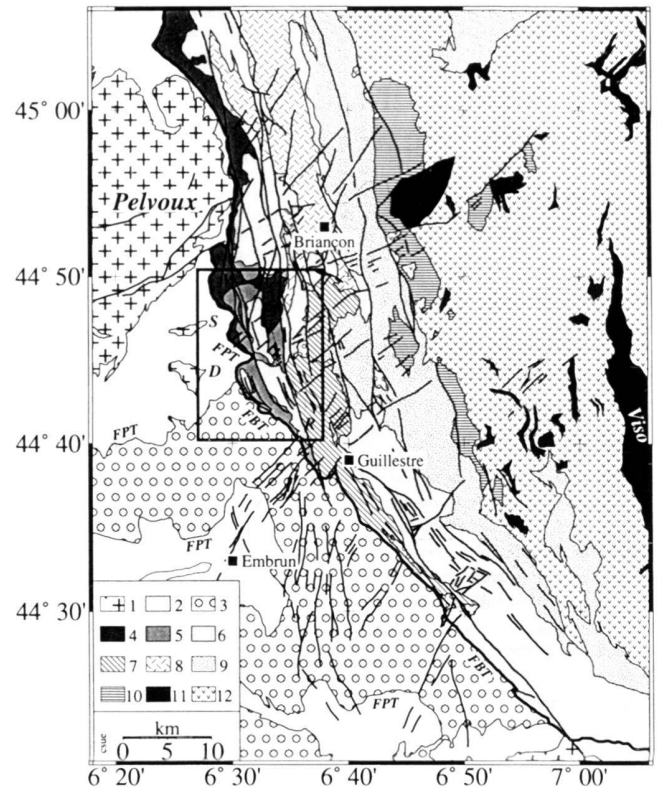 45° 00'
Pelvoux
Briançon
44° 50'
S
FPT
D
FBT
Viso
44° 40'
FPT
Guillestre
FPT
Embrun
1 2 3
44° 30'
4 5 6
7 8 9
FBT
10 11 12
FPT
km
0 5 10
6° 20' 6° 30' 6° 40' 6° 50' 7° 00'